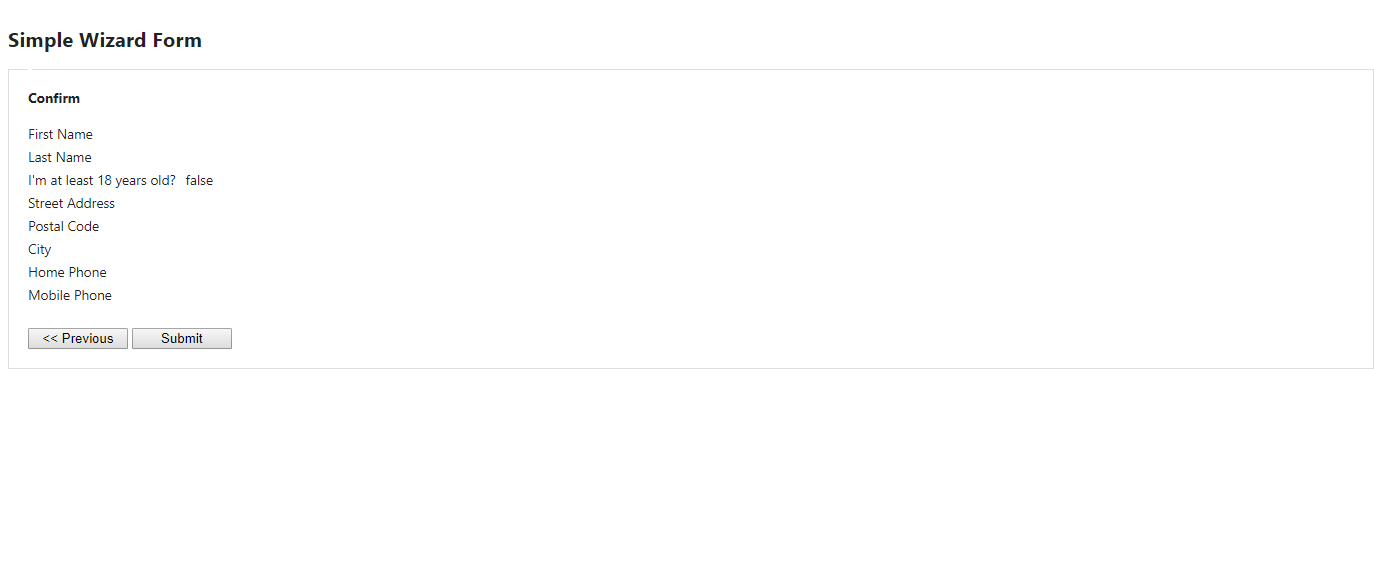 Simple Wizard Form
Confirm
First Name
Last Name
I'm at least 18 years old? false
Street Address
Postal Code
City
Home Phone
Mobile Phone
<< Previous Submit